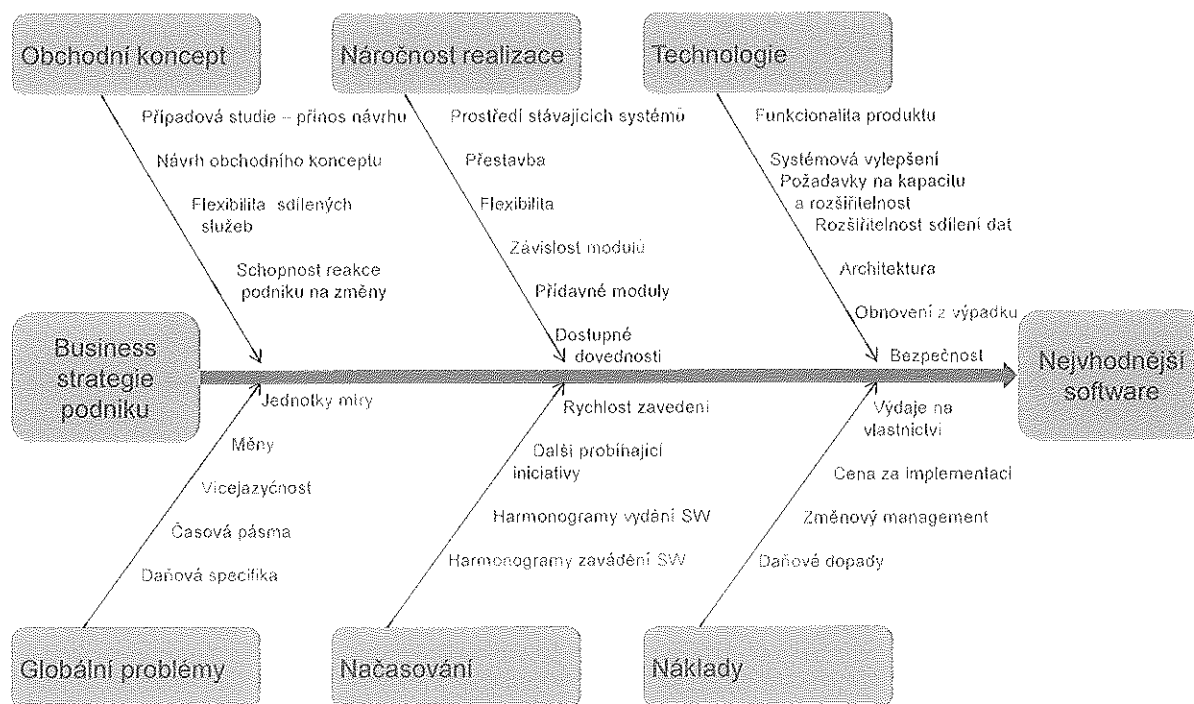 Obchodní koncept
Náročnost realizace
Technologie
Případová studie – přínos návrhu
Návrh obchodního konceptu
Flexibilita sdílených
služeb
Schopnost reakce
podniku na změny
Prostředí stávajících systémů
Přestavba
Flexibilita
Závislost modulů
Přídavné moduly
Dostupné
dovednosti
Funkcionalita produktu
Systémová vylepšení
Požadavky na kapacitu
a rozšiřitelnost
Rozšiřitelnost sdílení dat
Architektura
Obnovení z výpadku
Bezpečnost
Business
strategie
podniku
Nejvhodnější
software
Jednotky míry
Měny
Vícejazyčnost
Časová pásma
Daňová specifika
Rychlost zavedení
Další probíhající
iniciativy
Harmonogramy vydání SW
Harmonogramy zavádění SW
Výdaje na
vlastnictví
Cena za implementaci
Změnový management
Daňové dopady
Globální problémy
Načasování
Náklady